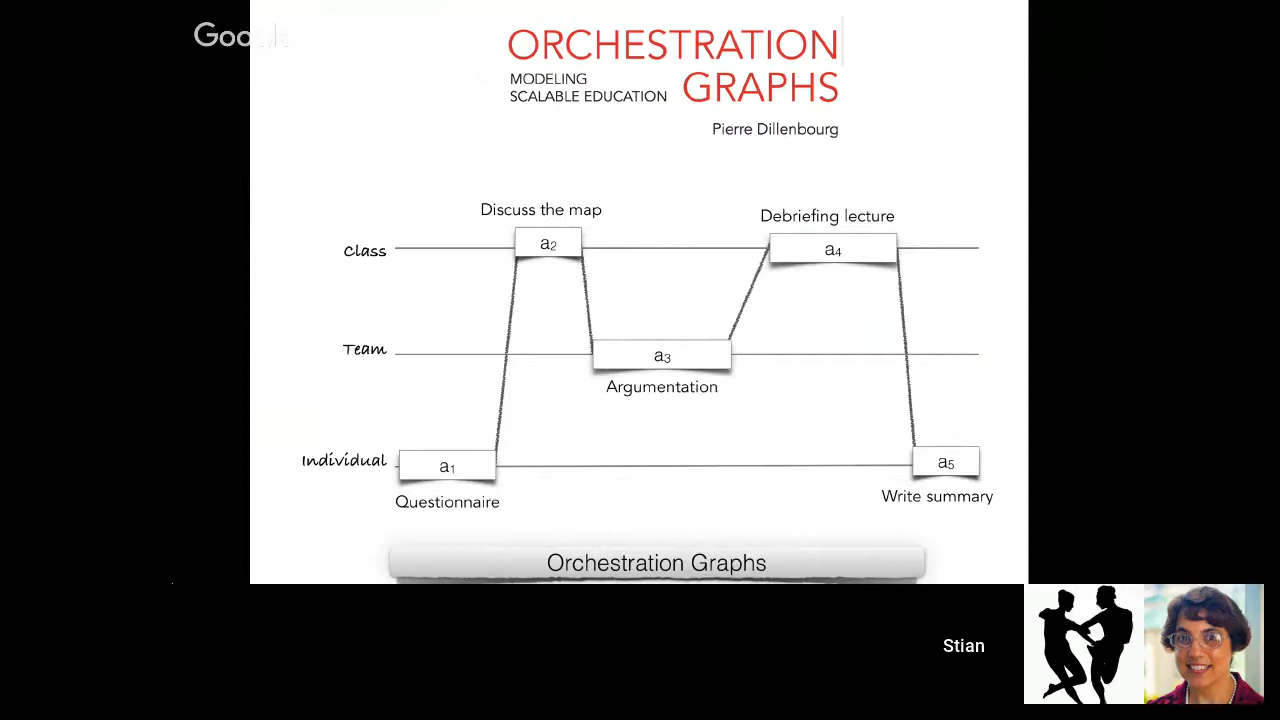 Google
ORCHESTRATION
MODELING
SCALABLE EDUCATION
GRAPHS
Pierre Dillenbourg
Discuss the map
Debriefing lecture
Class
a2
a4
Team
a3
Argumentation
Individual
a1
a5
Questionnaire
Write summary
Orchestration Graphs
Stian